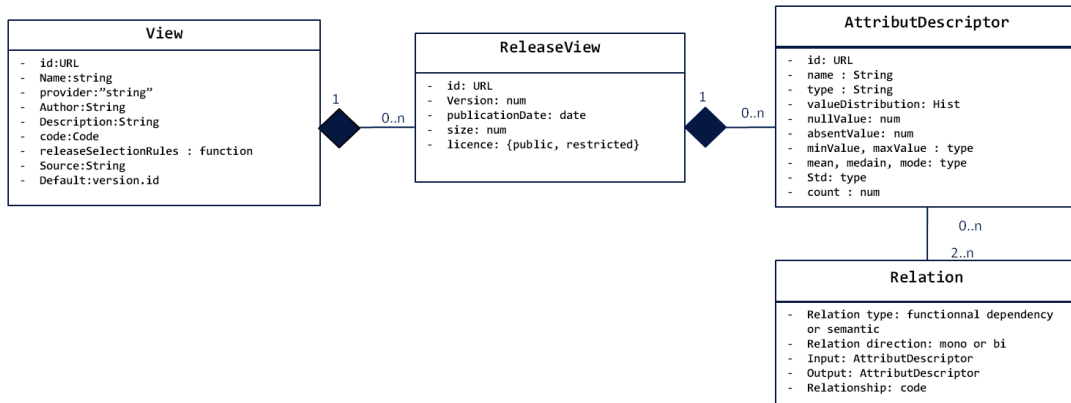 View
- id:URL
- Name:string
- provider:”string”
- Author:String
- Description:String
- code:Code
- releaseSelectionRules : function
- Source:String
- Default:version.id
1
0..n
ReleaseView
- id: URL
- Version: num
- publicationDate: date
- size: num
- licence: {public, restricted}
1
0..n
AttributDescriptor
- id: URL
- name : String
- type : String
- valueDistribution: Hist
- nullValue: num
- absentValue: num
- minValue, maxValue : type
- mean, medain, mode: type
- Std: type
- count : num
0..n
2..n
Relation
- Relation type: functionnal dependency
or semantic
- Relation direction: mono or bi
- Input: AttributDescriptor
- Output: AttributDescriptor
- Relationship: code